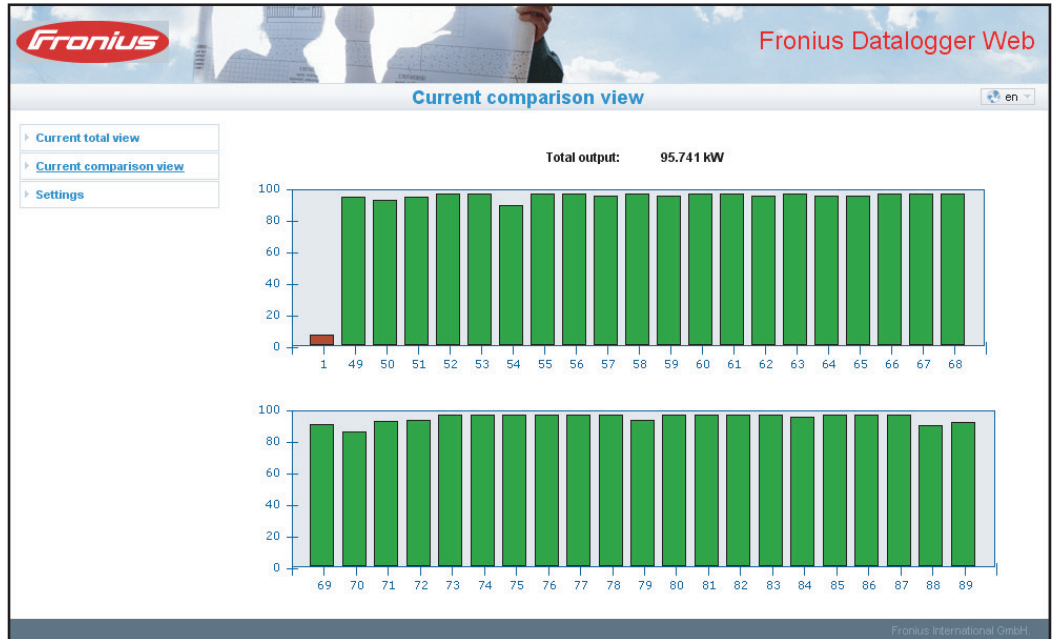 Fronius
Fronius Datalogger Web
Current comparison view
en
Current total view
Current comparison view
Settings
Total output: 95.741 kW
100
80
60
40
20
0
1 49 50 51 52 53 54 55 56 57 58 59 60 61 62 63 64 65 66 67 68
100
80
60
40
20
0
69 70 71 72 73 74 75 76 77 78 79 80 81 82 83 84 85 86 87 88 89
Fronius International GmbH.